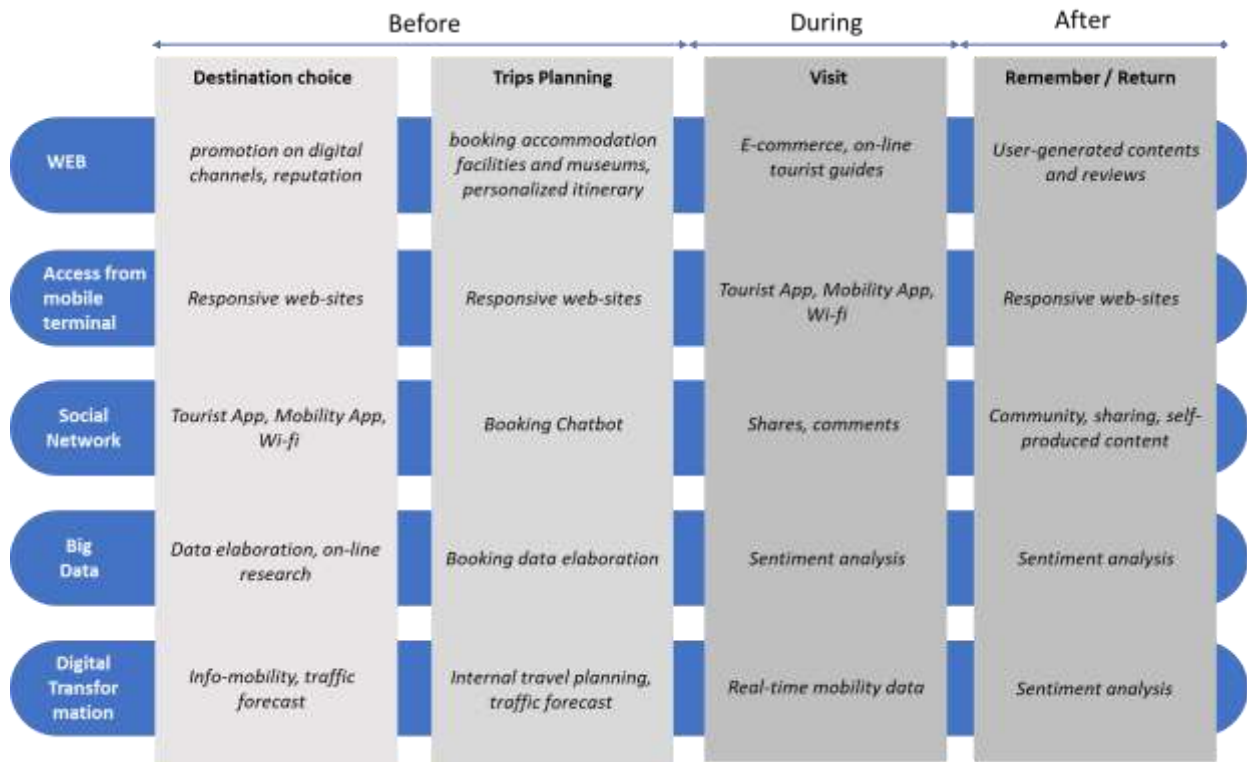 Before
During
After
Destination choice
Trips Planning
Visit
Remember / Return
WEB
promotion on digital
channels, reputation
booking accommodation
facilities and museums,
personalized itinerary
E-commerce, on-line
tourist guides
User-generated contents
and reviews
Access from
mobile
terminal
Responsive web-sites
Responsive web-sites
Tourist App, Mobility App,
Wi-fi
Responsive web-sites
Social
Network
Tourist App, Mobility App,
Wi-fi
Booking Chatbot
Shares, comments
Community, sharing, self-
produced content
Big
Data
Data elaboration, on-line
research
Booking data elaboration
Sentiment analysis
Sentiment analysis
Digital
Transfor
mation
Info-mobility, traffic
forecast
Internal travel planning,
traffic forecast
Real-time mobility data
Sentiment analysis